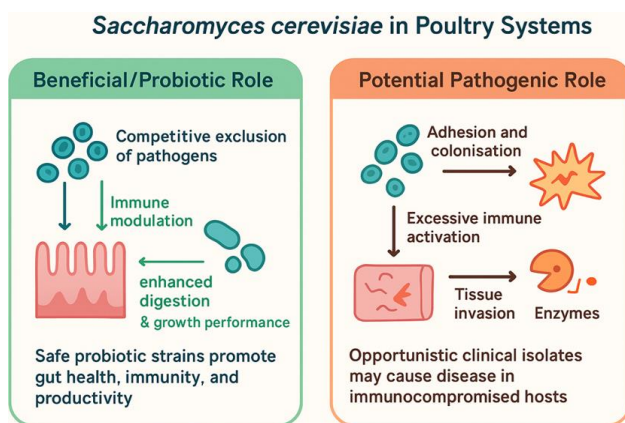 Saccharomyces cerevisiae in Poultry Systems
Beneficial/Probiotic Role
Competitive exclusion
of pathogens
Immune
modulation
enhanced
digestion
& growth performance
Safe probiotic strains promote
gut health, immunity, and
productivity
Potential Pathogenic Role
Adhesion and
colonisation
Excessive immune
activation
Tissue
invasion
Enzymes
Opportunistic clinical isolates
may cause disease in
immunocompromised hosts